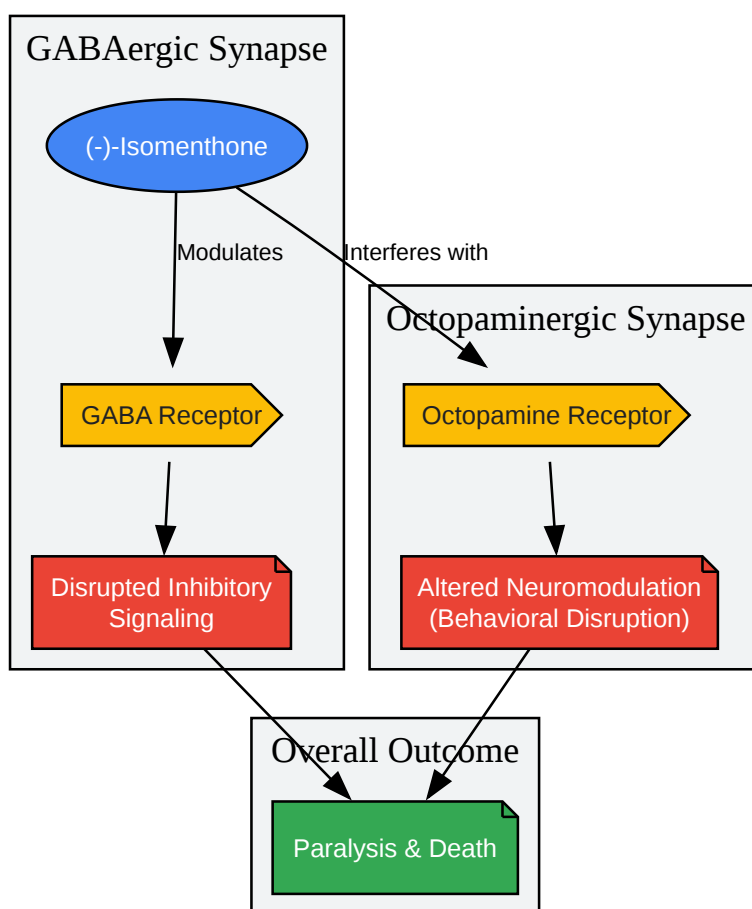 GABAergic Synapse
(-)-Isomenthone
Modulates
Interferes with
Octopaminergic Synapse
GABA Receptor
Octopamine Receptor
Disrupted Inhibitory
Signaling
Altered Neuromodulation
(Behavioral Disruption)
Overall Outcome
Paralysis & Death